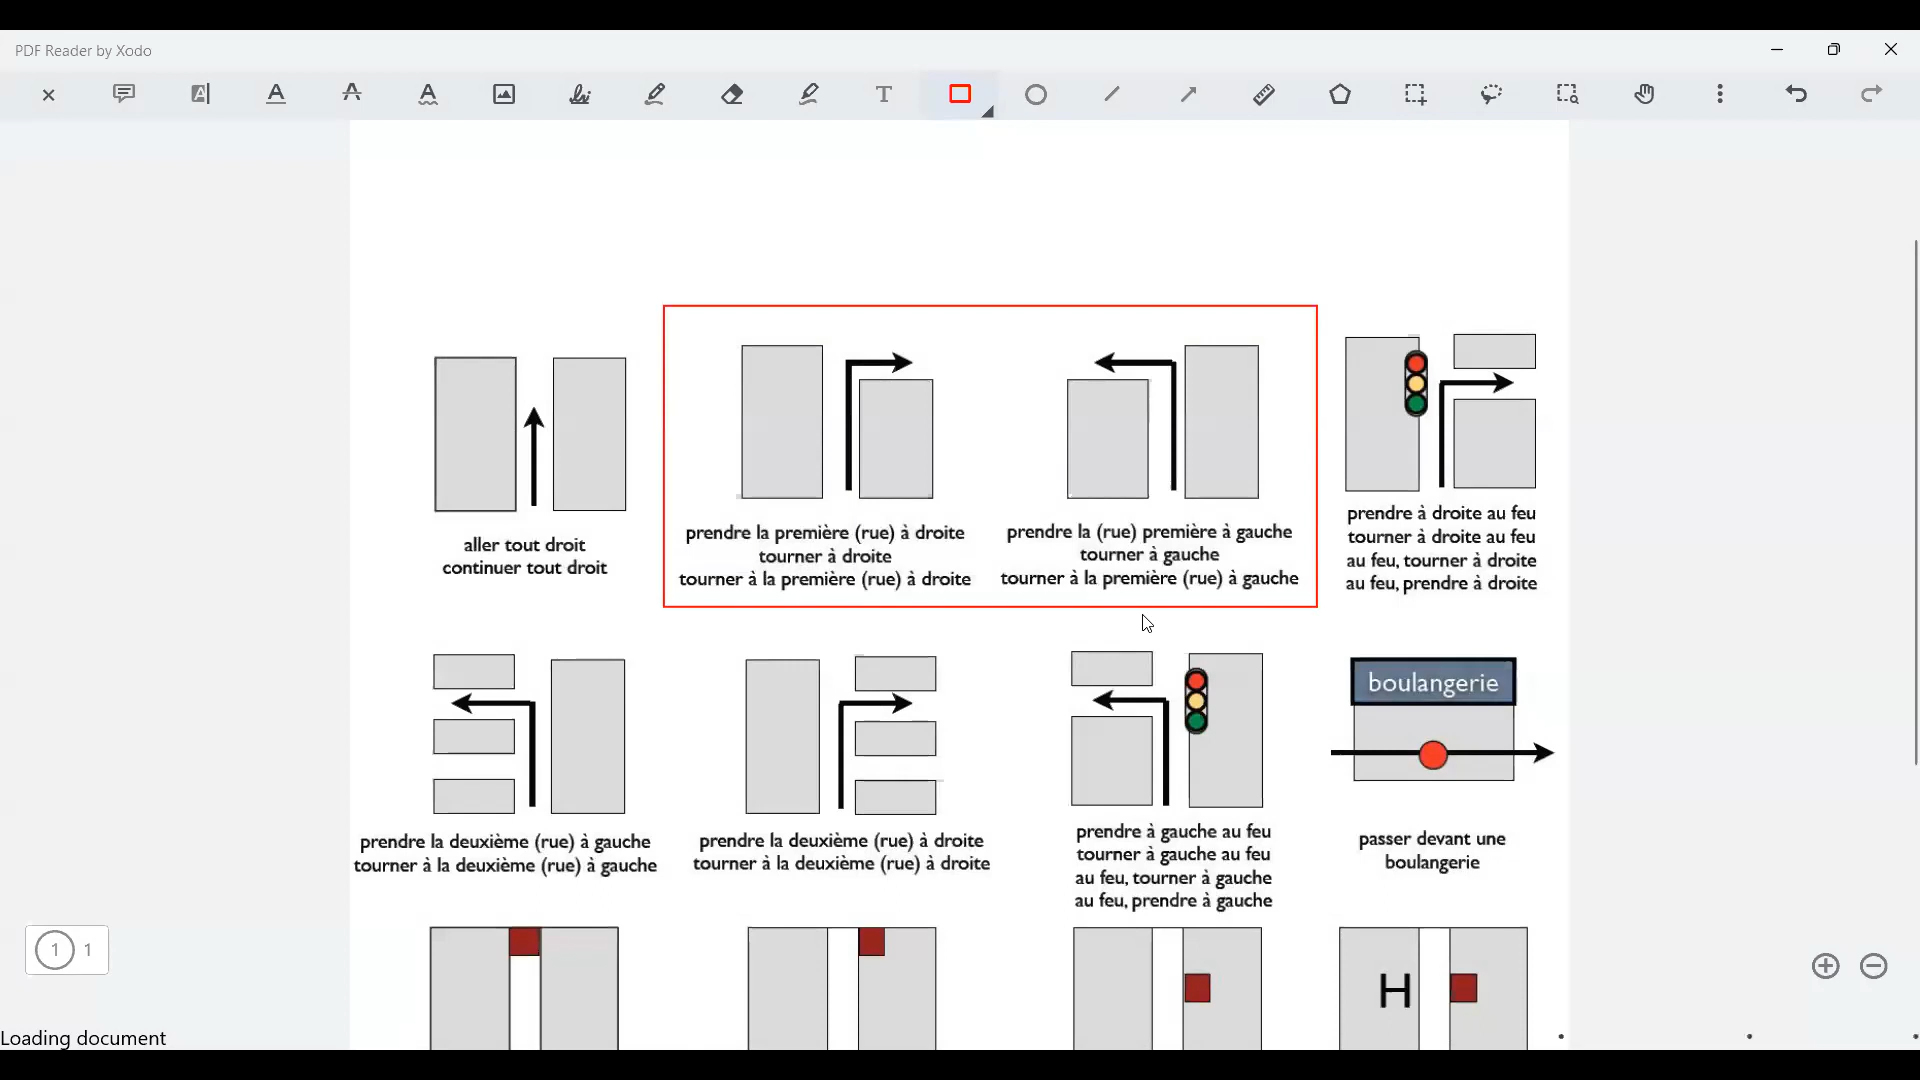 PDF Reader by Xodo
aller tout droit
continuer tout droit
prendre la première (rue) à droite
tourner à droite
tourner à la première (rue) à droite
prendre la (rue) première à gauche
tourner à gauche
tourner à la première (rue) à gauche
prendre à droite au feu
tourner à droite au feu
au feu, tourner à droite
au feu, prendre à droite
prendre la deuxième (rue) à gauche
tourner à la deuxième (rue) à gauche
prendre la deuxième (rue) à droite
tourner à la deuxième (rue) à droite
prendre à gauche au feu
tourner à gauche au feu
au feu, tourner à gauche
au feu, prendre à gauche
boulangerie
passer devant une
boulangerie
H
1 1
Loading document